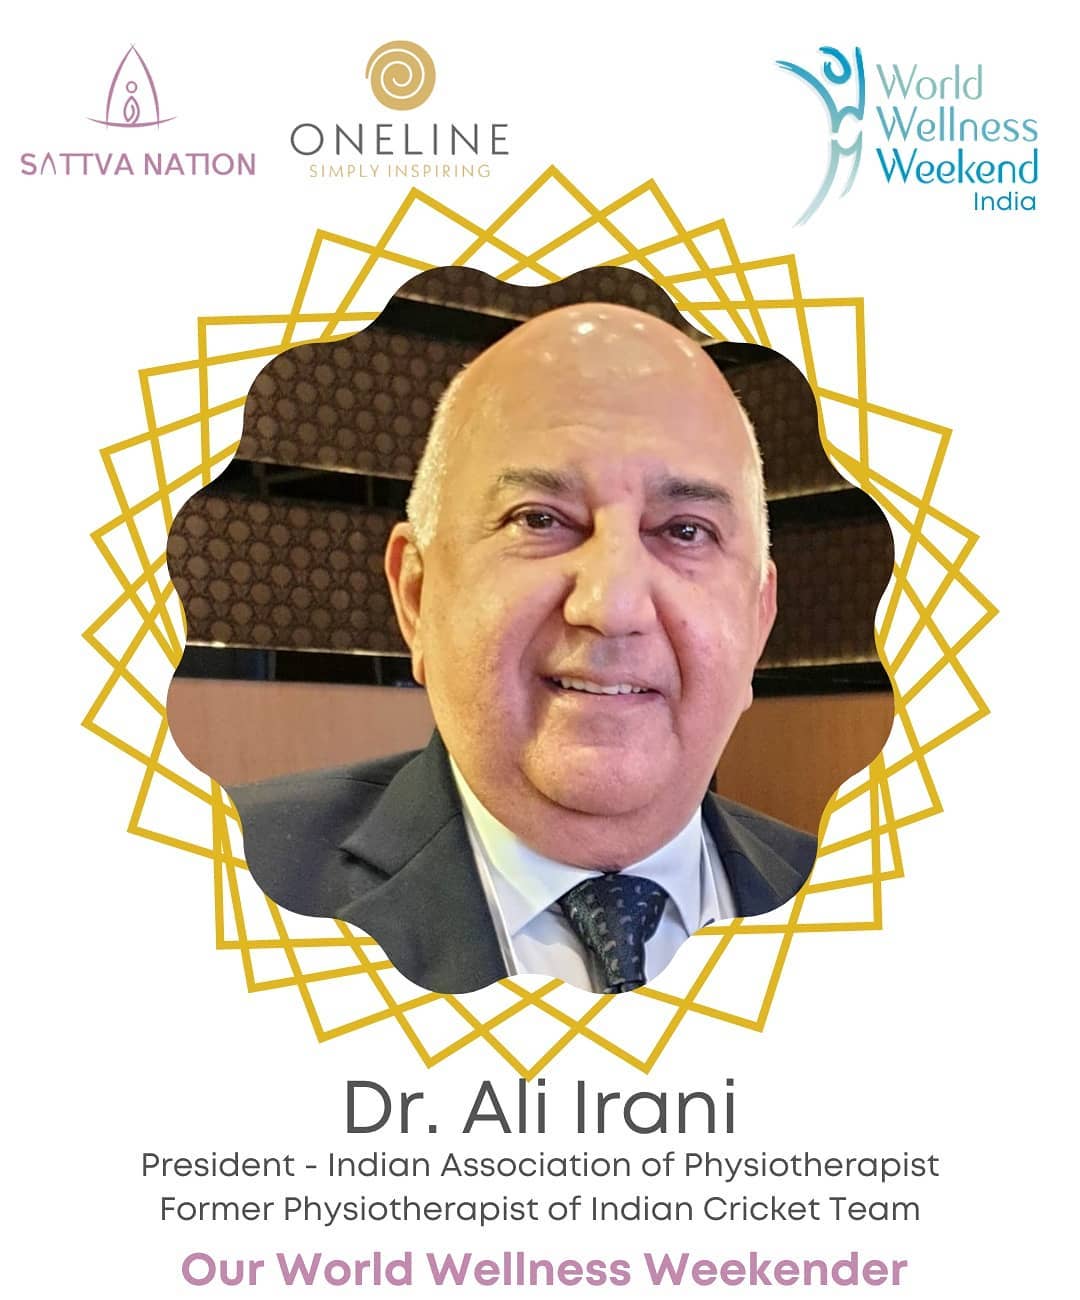 SATTVA NATION
ONELINE
SIMPLY INSPIRING
World
Wellness
Weekend
India
Dr. Ali Irani
President - Indian Association of Physiotherapist
Former Physiotherapist of Indian Cricket Team
Our World Wellness Weekender